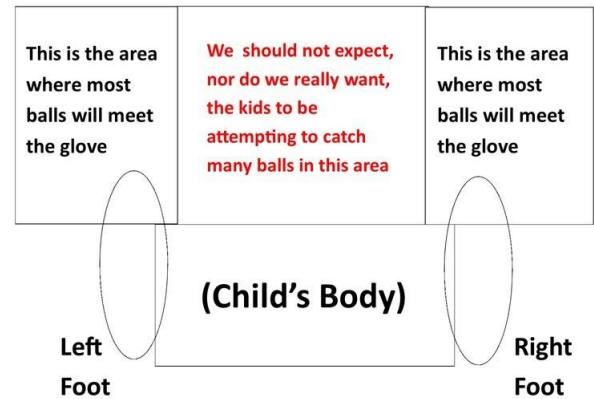 This is the area
where most
balls will meet
the glove
We should not expect,
nor do we really want,
the kids to be
attempting to catch
many balls in this area
This is the area
where most
balls will meet
the glove
(Child's Body)
Left
Foot
Right
Foot